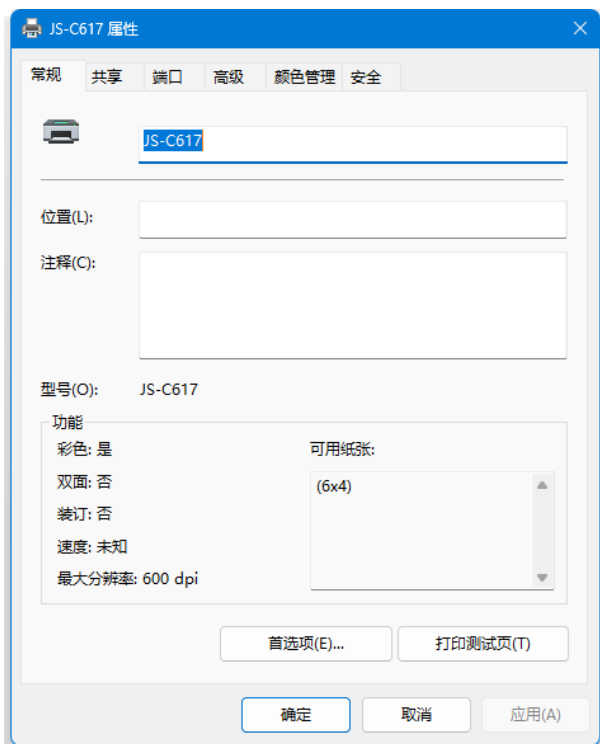 JS-C617 属性
常规 共享 端口 高级 颜色管理 安全
JS-C617
位置(L):
注释(C):
型号(O): JS-C617
功能
彩色: 是 可用纸张:
双面: 否 (6x4)
装订: 否
速度: 未知
最大分辨率: 600 dpi
首选项(E)... 打印测试页(T)
确定 取消 应用(A)